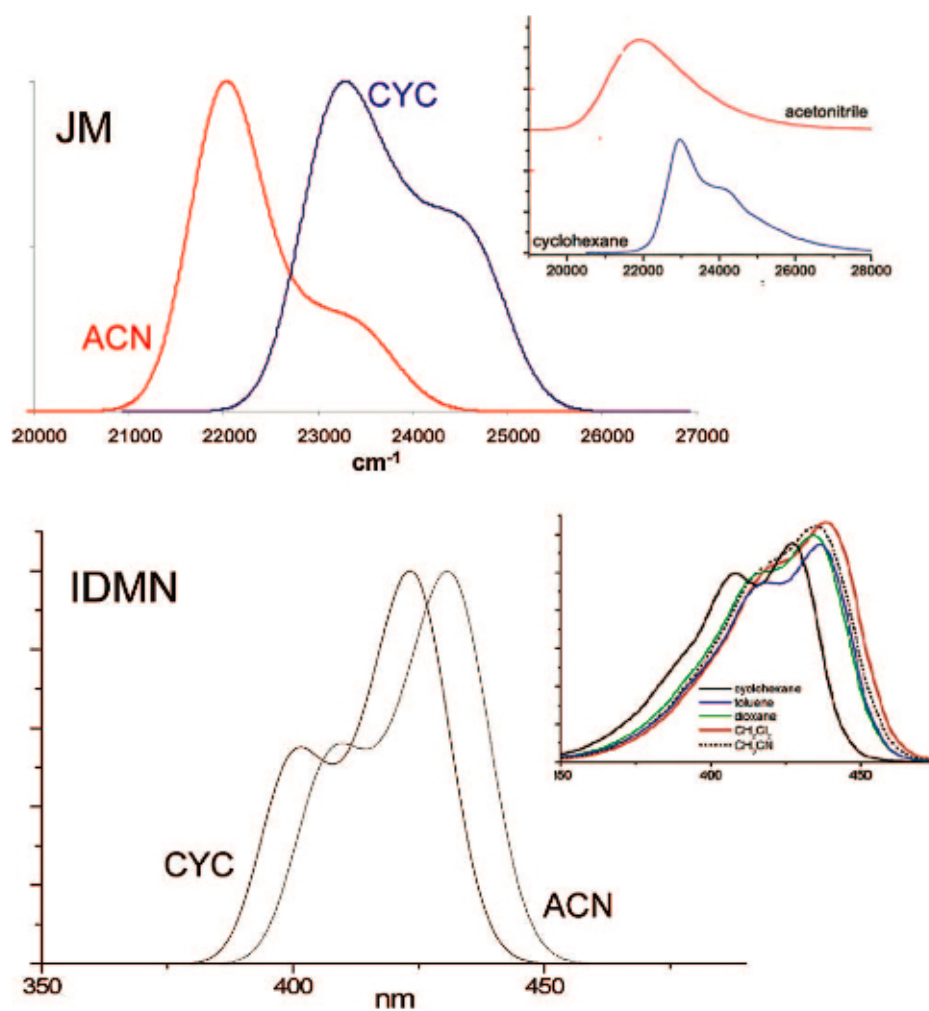 JM
CYC
ACN
20000 21000 22000 23000 24000 25000 26000 27000
cm⁻¹
acetonitrile
cyclohexane
20000 22000 24000 26000 28000
IDMN
CYC
ACN
350 400 450
nm
cyclohexane
toluene
dioxane
CH₂Cl₂
CH₃CN
400 450